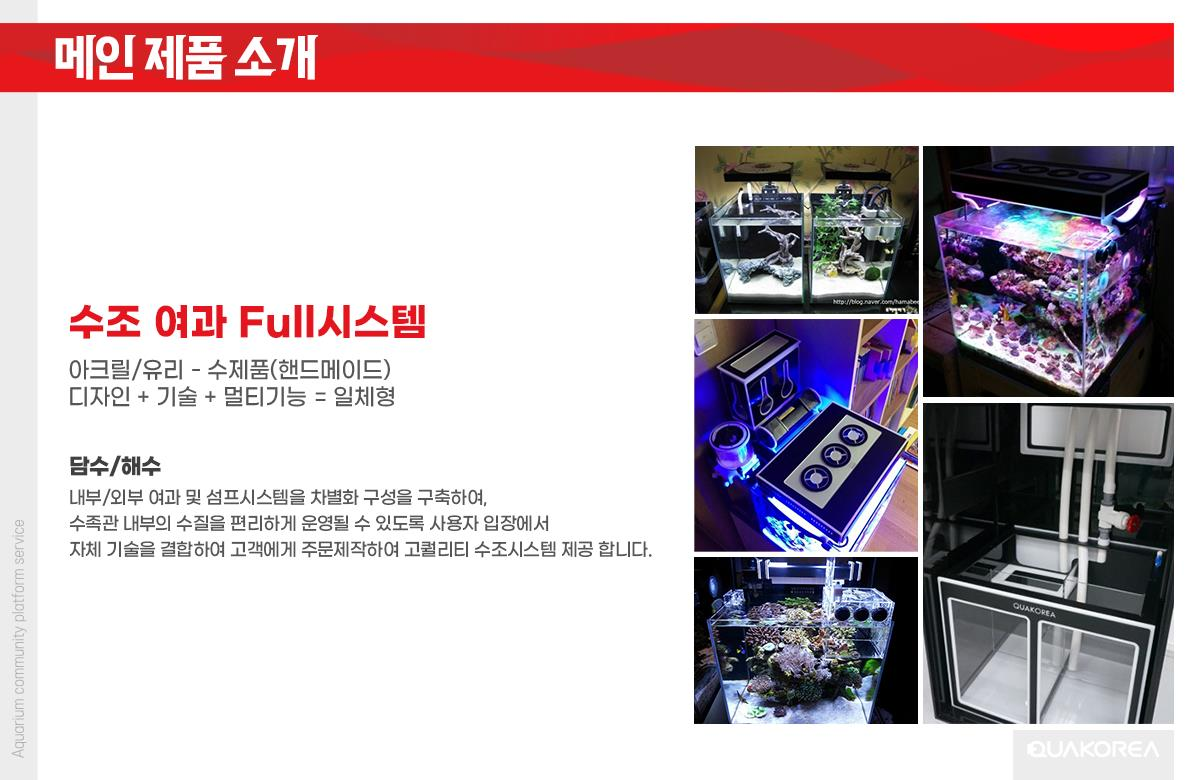 메인 제품 소개
수조 여과 Full시스템
아크릴/유리 - 수제품(핸드메이드)
디자인 + 기술 + 멀티기능 = 일체형
담수/해수
내부/외부 여과 및 섬프시스템을 차별화 구성을 구축하여,
수족관 내부의 수질을 편리하게 운영될 수 있도록 사용자 입장에서
자체 기술을 결합하여 고객에게 주문제작하여 고퀄리티 수조시스템 제공 합니다.
http://blog.naver.com/hamabee
QUAKOREA
Aquarium community platform service
QUAKOREA